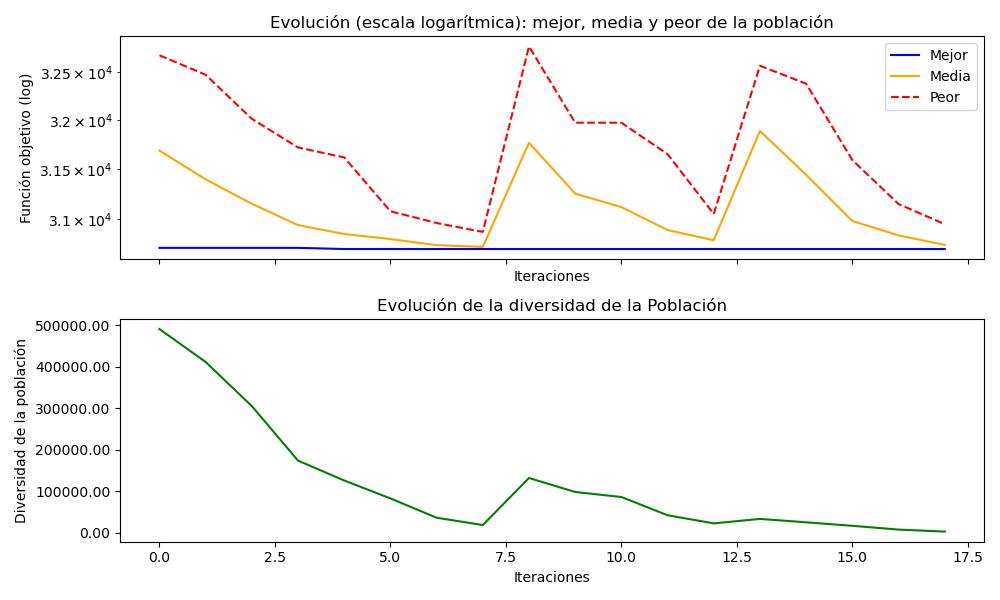 Evolución (escala logarítmica): mejor, media y peor de la población
Función objetivo (log)
3.25 × 10⁴
3.2 × 10⁴
3.15 × 10⁴
3.1 × 10⁴
Mejor
Media
Peor
Iteraciones
Evolución de la diversidad de la Población
Diversidad de la población
500000.00
400000.00
300000.00
200000.00
100000.00
0.00
0.0 2.5 5.0 7.5 10.0 12.5 15.0 17.5
Iteraciones